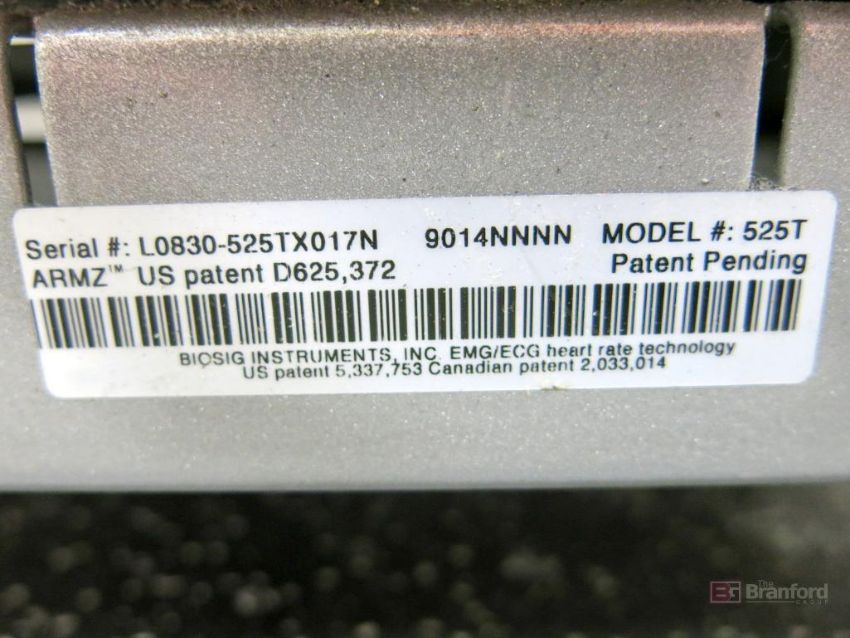 Serial #: L0830-525TX017N 9014NNNN MODEL #: 525T
ARMZ™ US patent D625,372 Patent Pending
BIOSIG INSTRUMENTS, INC. EMG/ECG heart rate technology
US patent 5,337,753 Canadian patent 2,033,014
The
Branford
GROUP